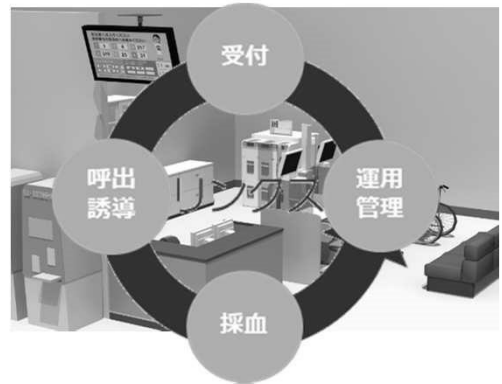 受付
呼出
誘導
リンクス
運用
管理
採血